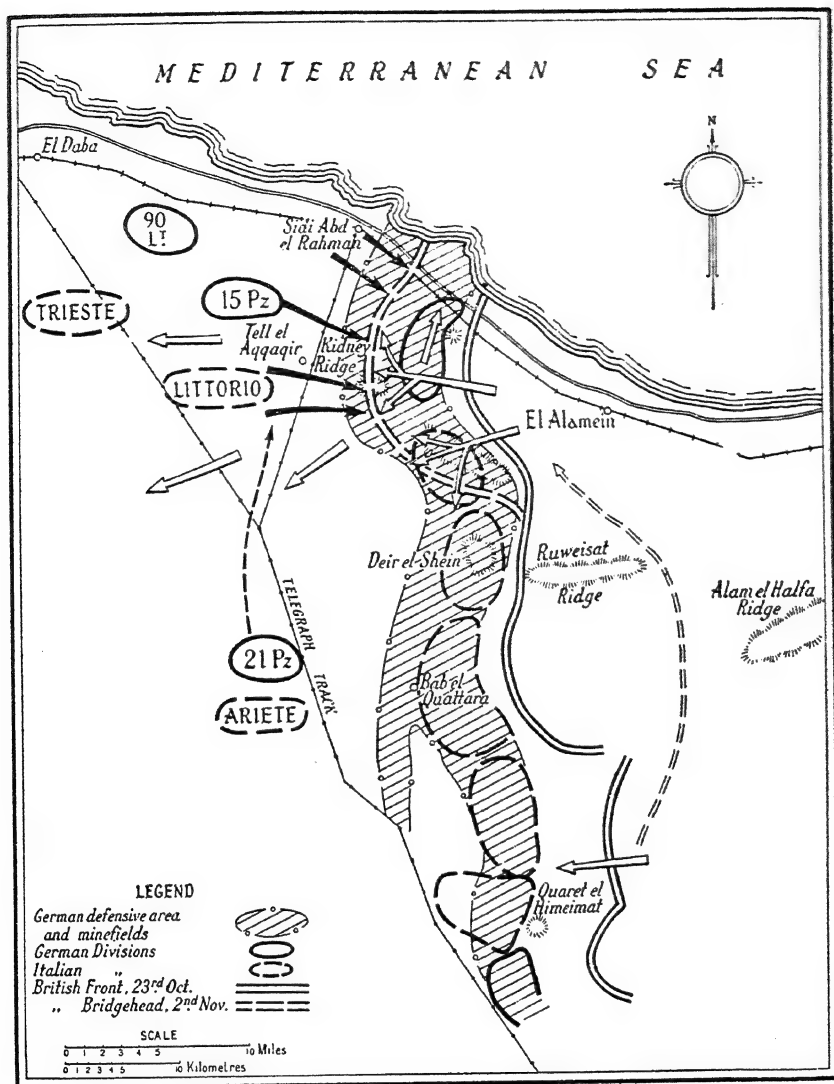 MEDITERRANEAN SEA
N
El Daba
90
LT
Sidi Abd
el Rahman
15 Pz
TRIESTE
Tell el
Aqqaqir
Kidney
Ridge
LITTORIO
El Alamein
Deir el Shein
Ruweisat
Ridge
Alam el Halfa
Ridge
21 Pz
TELEGRAPH TRACK
ARIETE
Bab el
Quattara
Quaret el
Himeimat
LEGEND
German defensive area
and minefields
German Divisions
Italian „
British Front, 23rd Oct.
„ Bridgehead, 2nd Nov.
SCALE
0 1 2 3 4 5 10 Miles
0 1 2 3 4 5 10 Kilometres